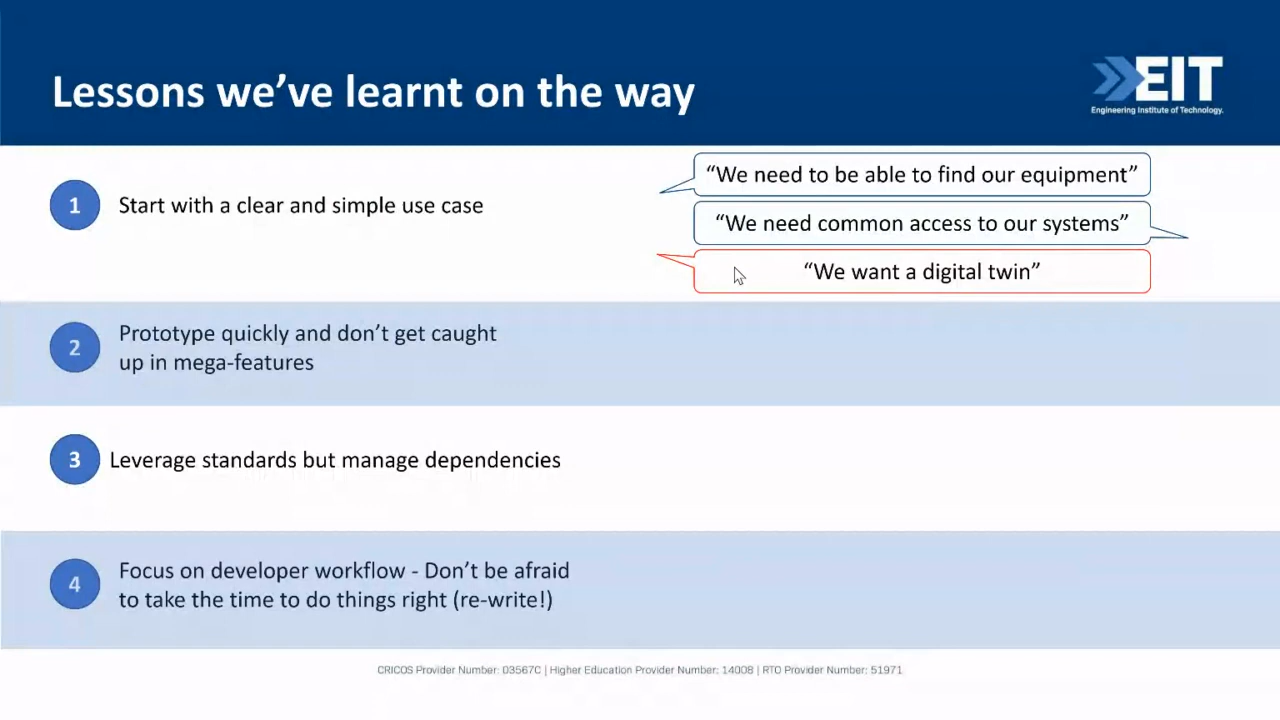 Lessons we’ve learnt on the way
EIT
Engineering Institute of Technology.
1
Start with a clear and simple use case
“We need to be able to find our equipment”
“We need common access to our systems”
“We want a digital twin”
2
Prototype quickly and don’t get caught
up in mega-features
3
Leverage standards but manage dependencies
4
Focus on developer workflow - Don’t be afraid
to take the time to do things right (re-write!)
CRICOS Provider Number: 03567C | Higher Education Provider Number: 14008 | RTO Provider Number: 51971